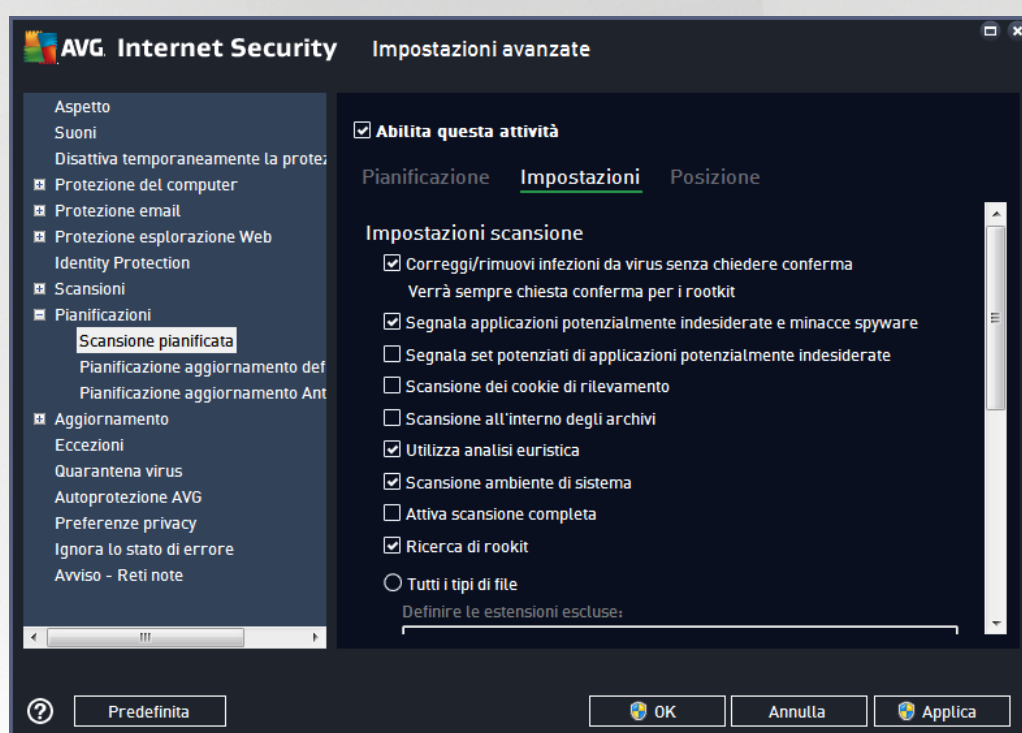 AVG. Internet Security
Impostazioni avanzate
Aspetto
Suoni
Disattiva temporaneamente la
Protezione del computer
Protezione email
Protezione esplorazione Web
Identity Protection
Scansioni
Pianificazioni
Scansione pianificata
Pianificazione aggiornamento def
Pianificazione aggiornamento Ant
Aggiornamento
Eccezioni
Quarantena virus
Autoprotezione AVG
Preferenze privacy
Ignora lo stato di errore
Avviso - Reti note
Abilita questa attività
Pianificazione Impostazioni Posizione
Impostazioni scansione
Correggi/rimuovi infezioni da virus senza chiedere conferma
Verrà sempre chiesta conferma per i rootkit
Segnala applicazioni potenzialmente indesiderate e minacce spyware
Segnala set potenziati di applicazioni potenzialmente indesiderate
Scansione dei cookie di rilevamento
Scansione all'interno degli archivi
Utilizza analisi euristica
Scansione ambiente di sistema
Attiva scansione completa
Ricerca di rookit
Tutti i tipi di file
Definire le estensioni escluse:
? Predefinita OK Annulla Applica